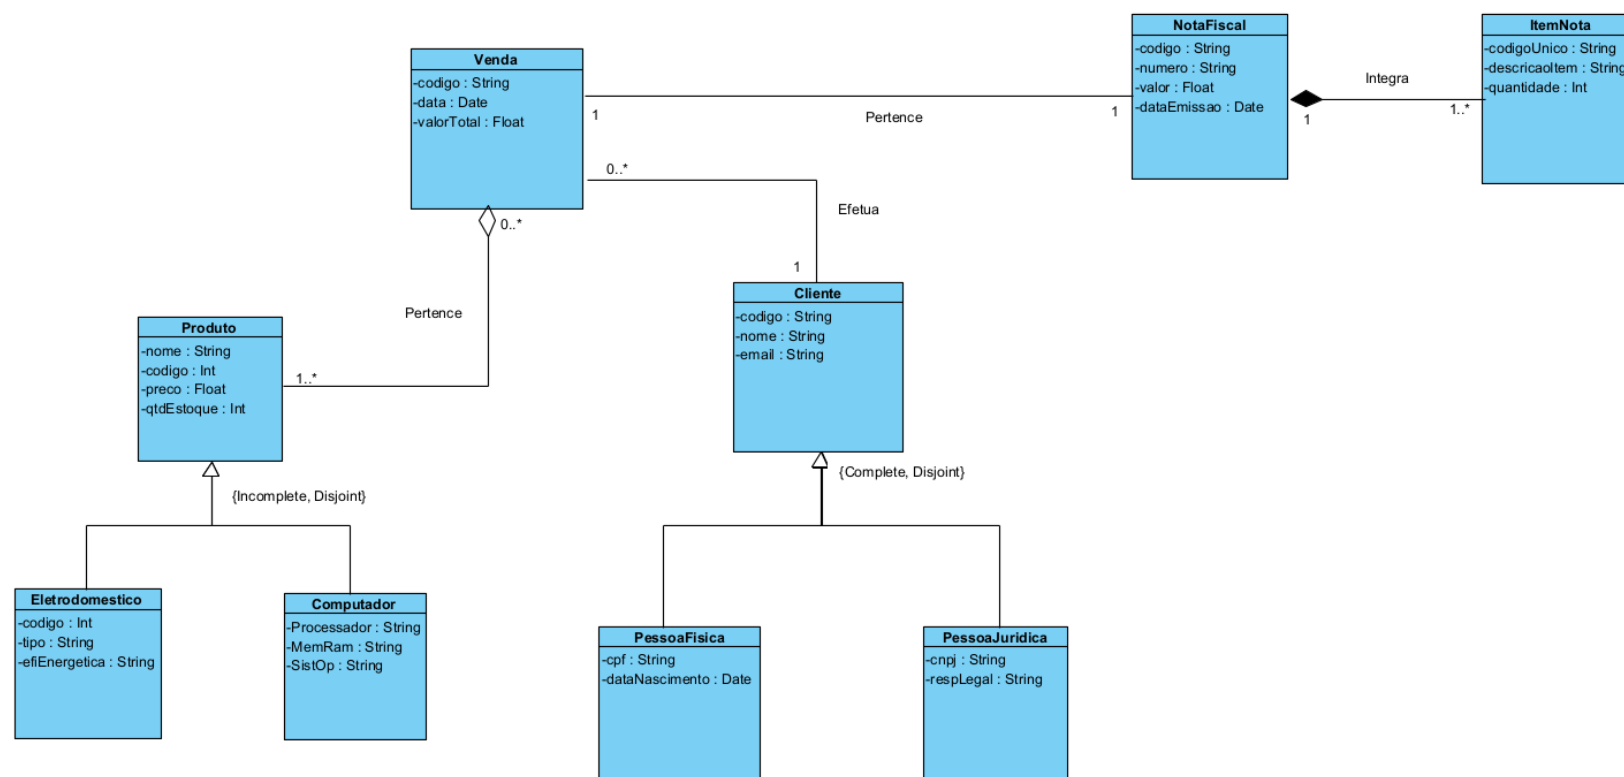 Venda
-codigo : String
-data : Date
-valorTotal : Float
NotaFiscal
-codigo : String
-numero : String
-valor : Float
-dataEmissao : Date
ItemNota
-codigoUnico : String
-descricaoItem : String
-quantidade : Int
1
Pertence
1
1
Integra
1..*
0..*
Efetua
1
0..*
Pertence
1..*
Produto
-nome : String
-codigo : Int
-preco : Float
-qtdEstoque : Int
Cliente
-codigo : String
-nome : String
-email : String
{Incomplete, Disjoint}
{Complete, Disjoint}
Eletrodomestico
-codigo : Int
-tipo : String
-efiEnergetica : String
Computador
-Processador : String
-MemRam : String
-SistOp : String
PessoaFisica
-cpf : String
-dataNascimento : Date
PessoaJuridica
-cnpj : String
-respLegal : String